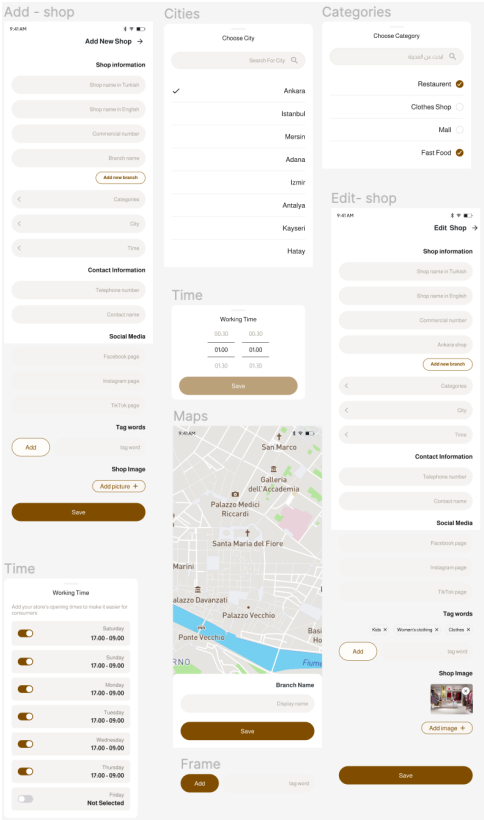 Add - shop
9:41 AM
Add New Shop →
Shop information
Shop name in Turkish
Shop name in English
Commercial number
Branch name
Add new branch
Categories
City
Time
Contact Information
Telephone number
Contact name
Social Media
Facebook page
Instagram page
TikTok page
Tag words
Add
tag word
Shop Image
Add picture +
Save
Time
Working Time
Add your store's opening times to make it easier for
consumers
Saturday
17:00 - 09:00
Sunday
17:00 - 09:00
Monday
17:00 - 09:00
Tuesday
17:00 - 09:00
Wednesday
17:00 - 09:00
Thursday
17:00 - 09:00
Friday
Not Selected
Cities
Choose City
Search For City
Ankara
Istanbul
Mersin
Adana
Izmir
Antalya
Kayseri
Hatay
Time
Working Time
00.30 00.30
01.00 01.00
01.30 01.30
Save
Maps
9:41 AM
San Marco
Galleria
dell'Accademia
Palazzo Medici
Riccardi
Santa Maria del Fiore
Marini
alazzo Davanzati
Palazzo Vecchio
Ponte Vecchio
Basi
Ho
RNO
Fiume
Branch Name
Display name
Save
Frame
Add
tag word
Categories
Choose Category
ابحث عن المدينة
Restaurent
Clothes Shop
Mall
Fast Food
Edit- shop
9:41 AM
Edit Shop →
Shop information
Shop name in Turkish
Shop name in English
Commercial number
Ankara shop
Add new branch
Categories
City
Time
Contact Information
Telephone number
Contact name
Social Media
Facebook page
Instagram page
TikTok page
Tag words
Kids × Women's clothing × Clothes ×
Add
tag word
Shop Image
Add image +
Save